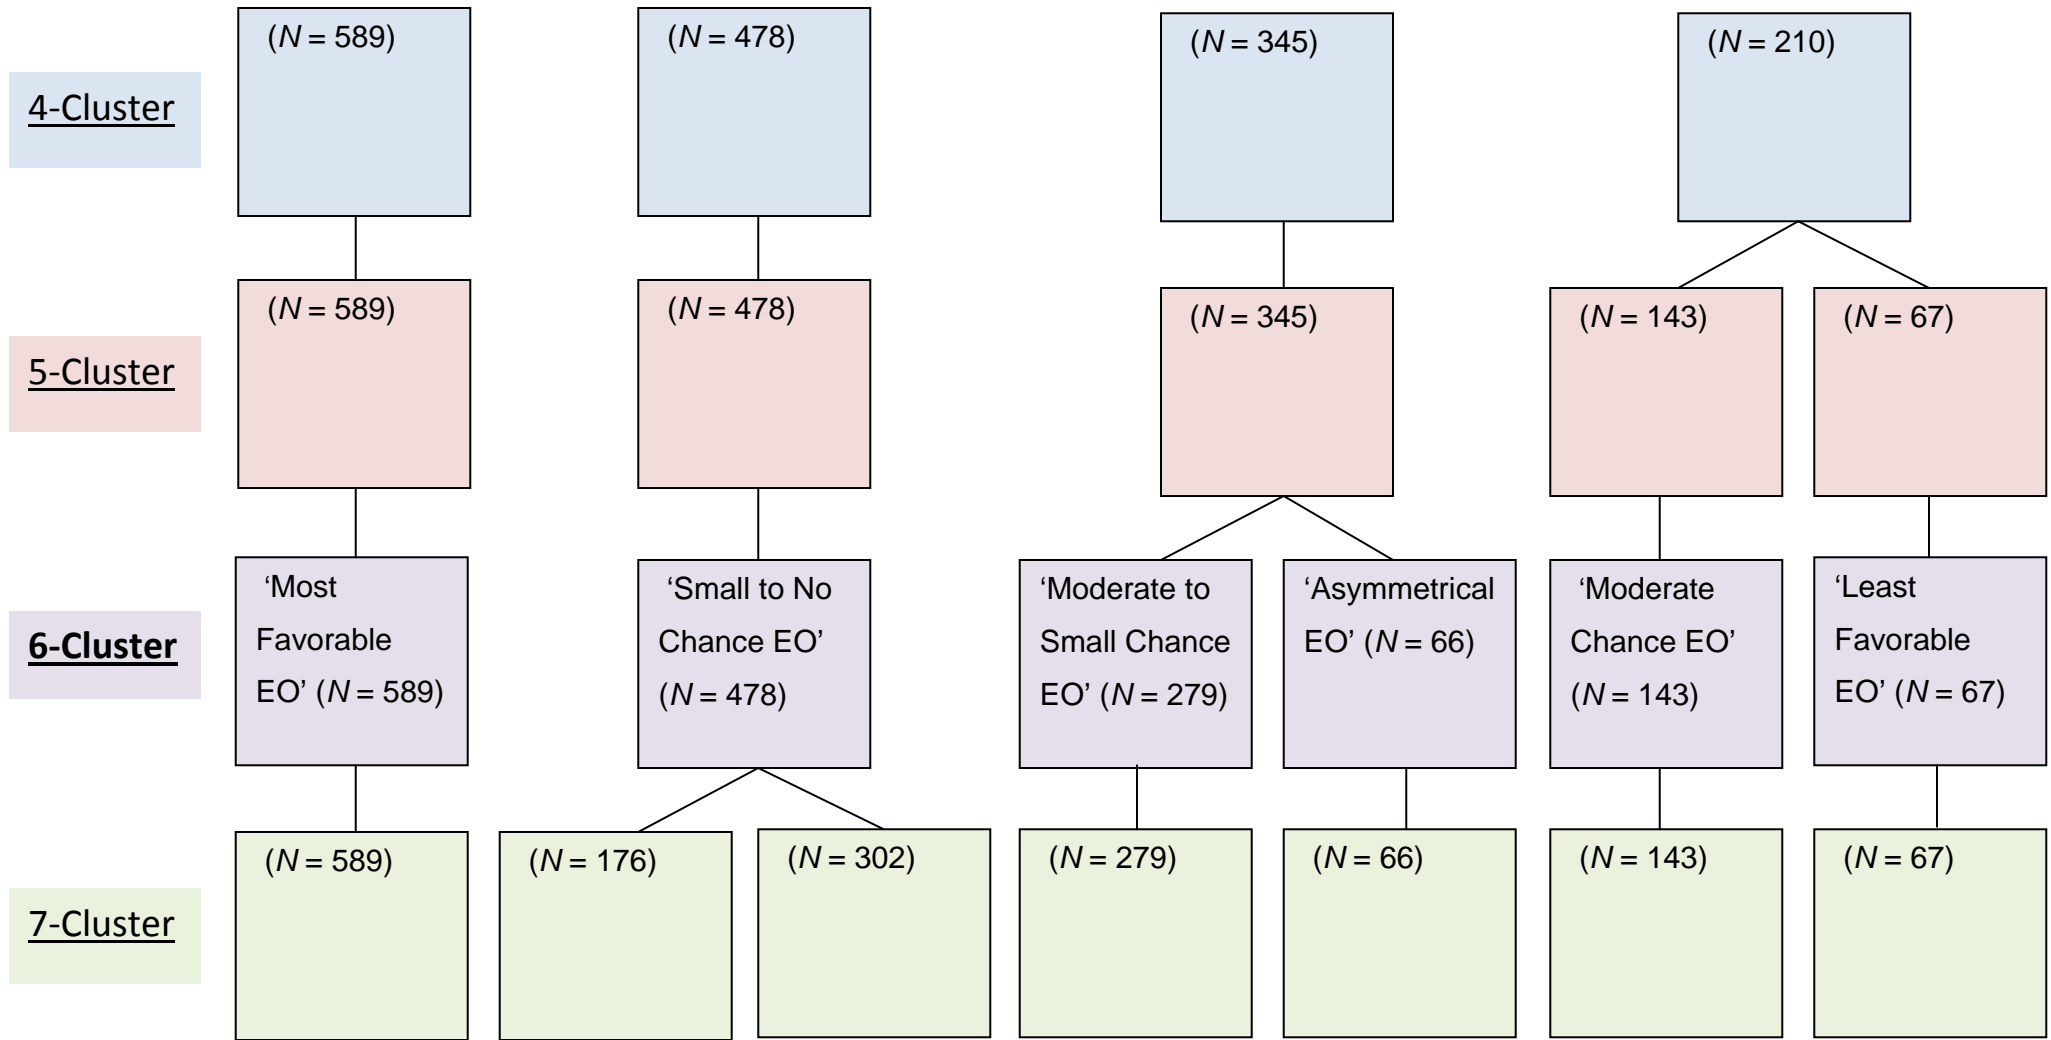 4-Cluster
(N = 589)
(N = 478)
(N = 345)
(N = 210)
5-Cluster
(N = 589)
(N = 478)
(N = 345)
(N = 143)
(N = 67)
6-Cluster
‘Most
Favorable
EO’ (N = 589)
‘Small to No
Chance EO’
(N = 478)
‘Moderate to
Small Chance
EO’ (N = 279)
‘Asymmetrical
EO’ (N = 66)
‘Moderate
Chance EO’
(N = 143)
‘Least
Favorable
EO’ (N = 67)
7-Cluster
(N = 589)
(N = 176)
(N = 302)
(N = 279)
(N = 66)
(N = 143)
(N = 67)